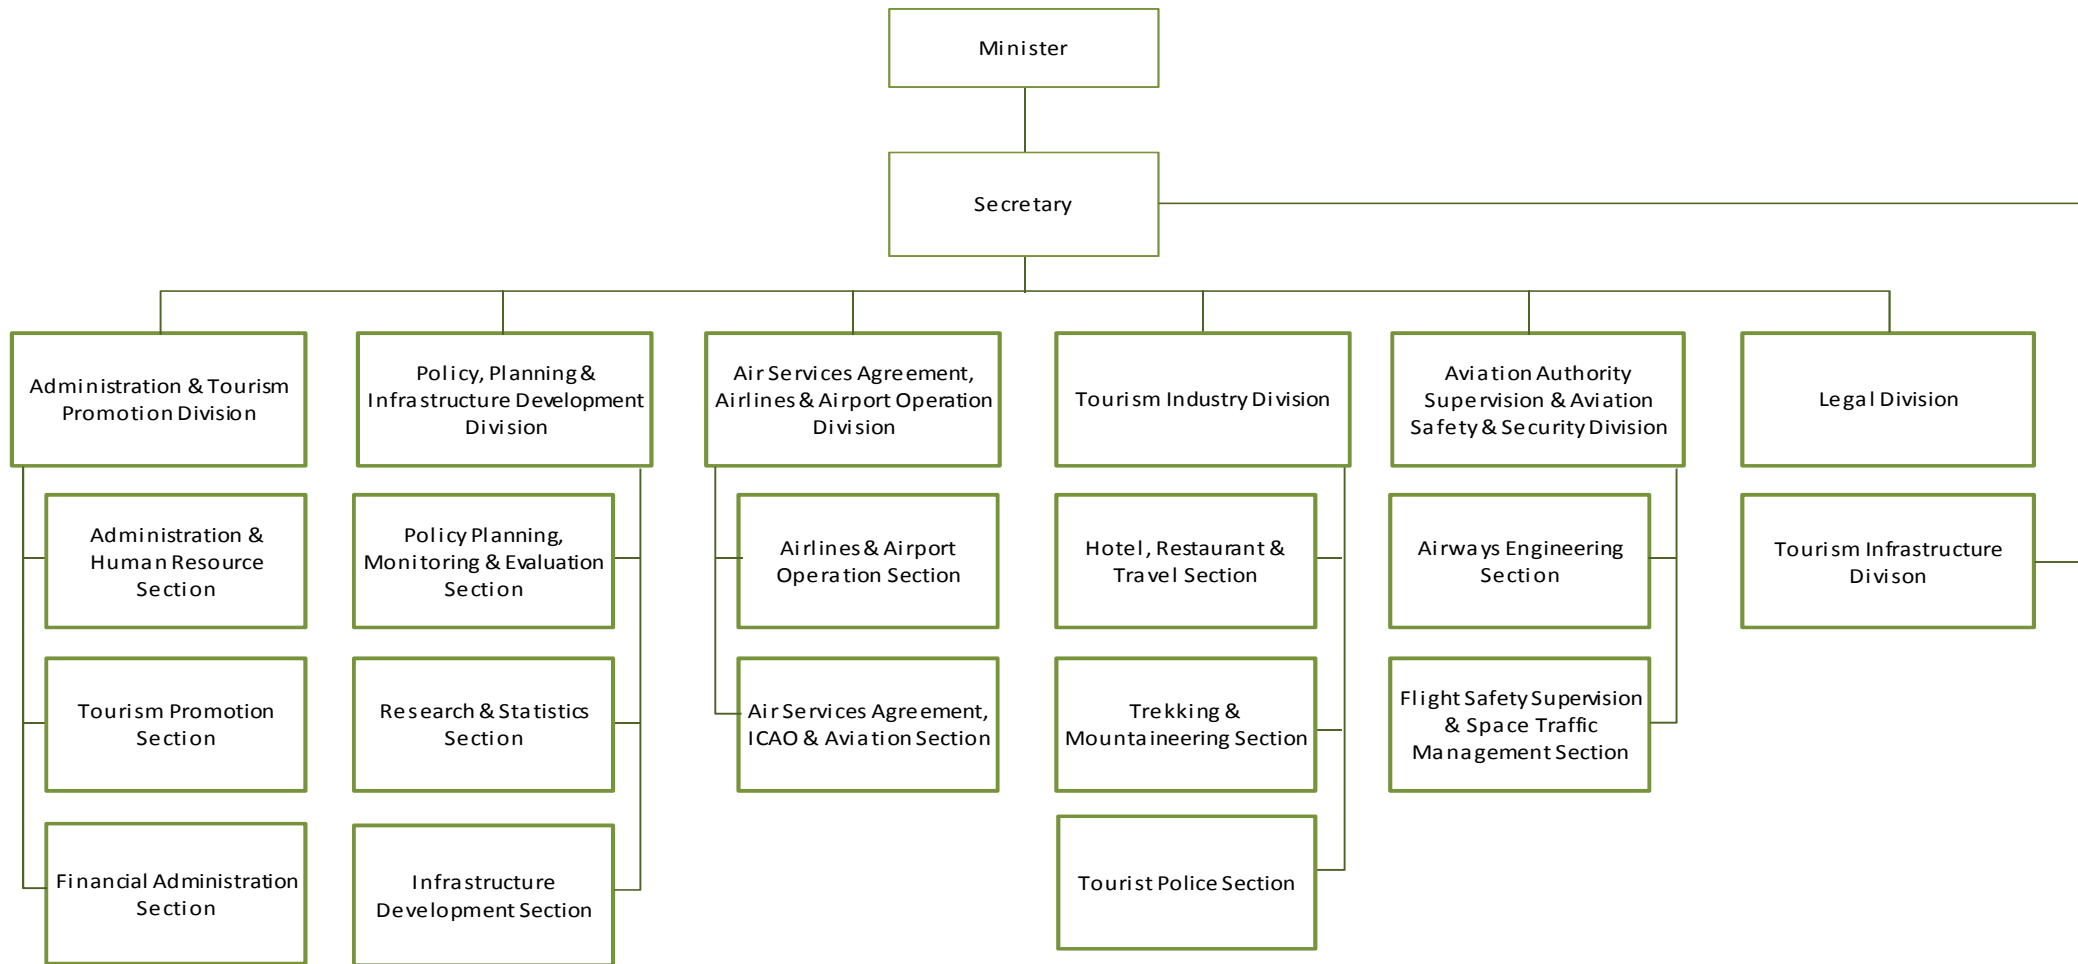 Minister
Secretary
Administration & Tourism
Promotion Division
Policy, Planning &
Infrastructure Development
Division
Air Services Agreement,
Airlines & Airport Operation
Division
Tourism Industry Division
Aviation Authority
Supervision & Aviation
Safety & Security Division
Legal Division
Administration &
Human Resource
Section
Policy Planning,
Monitoring & Evaluation
Section
Airlines & Airport
Operation Section
Hotel, Restaurant &
Travel Section
Airways Engineering
Section
Tourism Infrastructure
Divison
Tourism Promotion
Section
Research & Statistics
Section
Air Services Agreement,
ICAO & Aviation Section
Trekking &
Mountaineering Section
Flight Safety Supervision
& Space Traffic
Management Section
Financial Administration
Section
Infrastructure
Development Section
Tourist Police Section